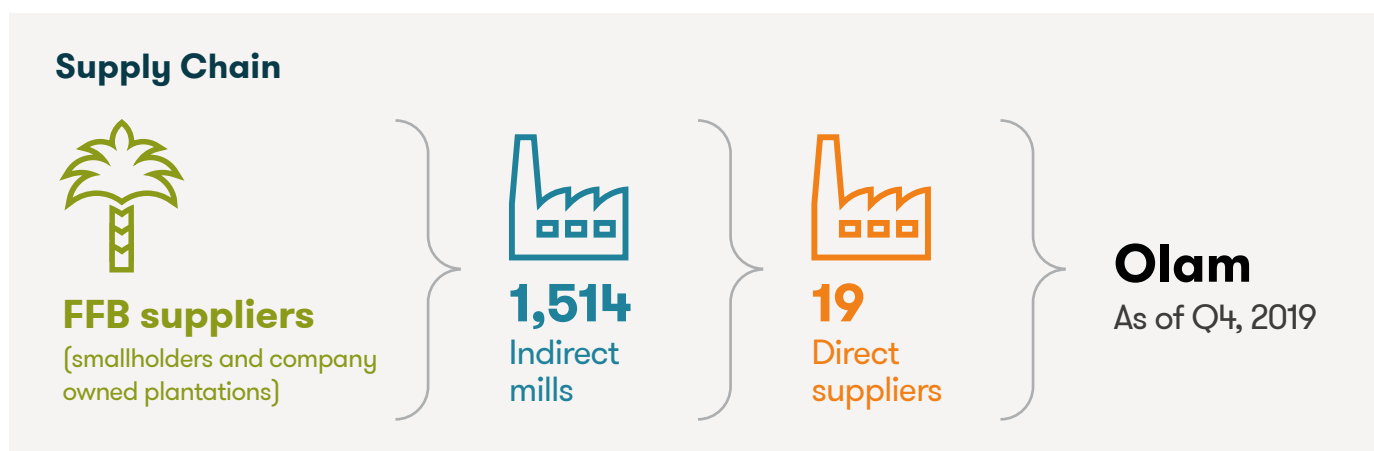 Supply Chain
FFB suppliers
(smallholders and company
owned plantations)
1,514
Indirect
mills
19
Direct
suppliers
Olam
As of Q4, 2019